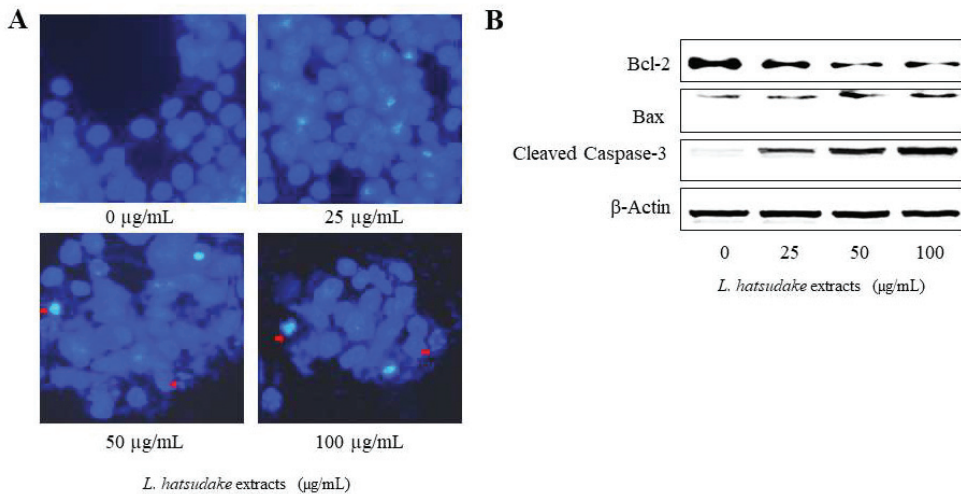 A
0 µg/mL
25 µg/mL
50 µg/mL
100 µg/mL
L. hatsudake extracts (µg/mL)
B
Bcl-2
Bax
Cleaved Caspase-3
β-Actin
0 25 50 100
L. hatsudake extracts (µg/mL)